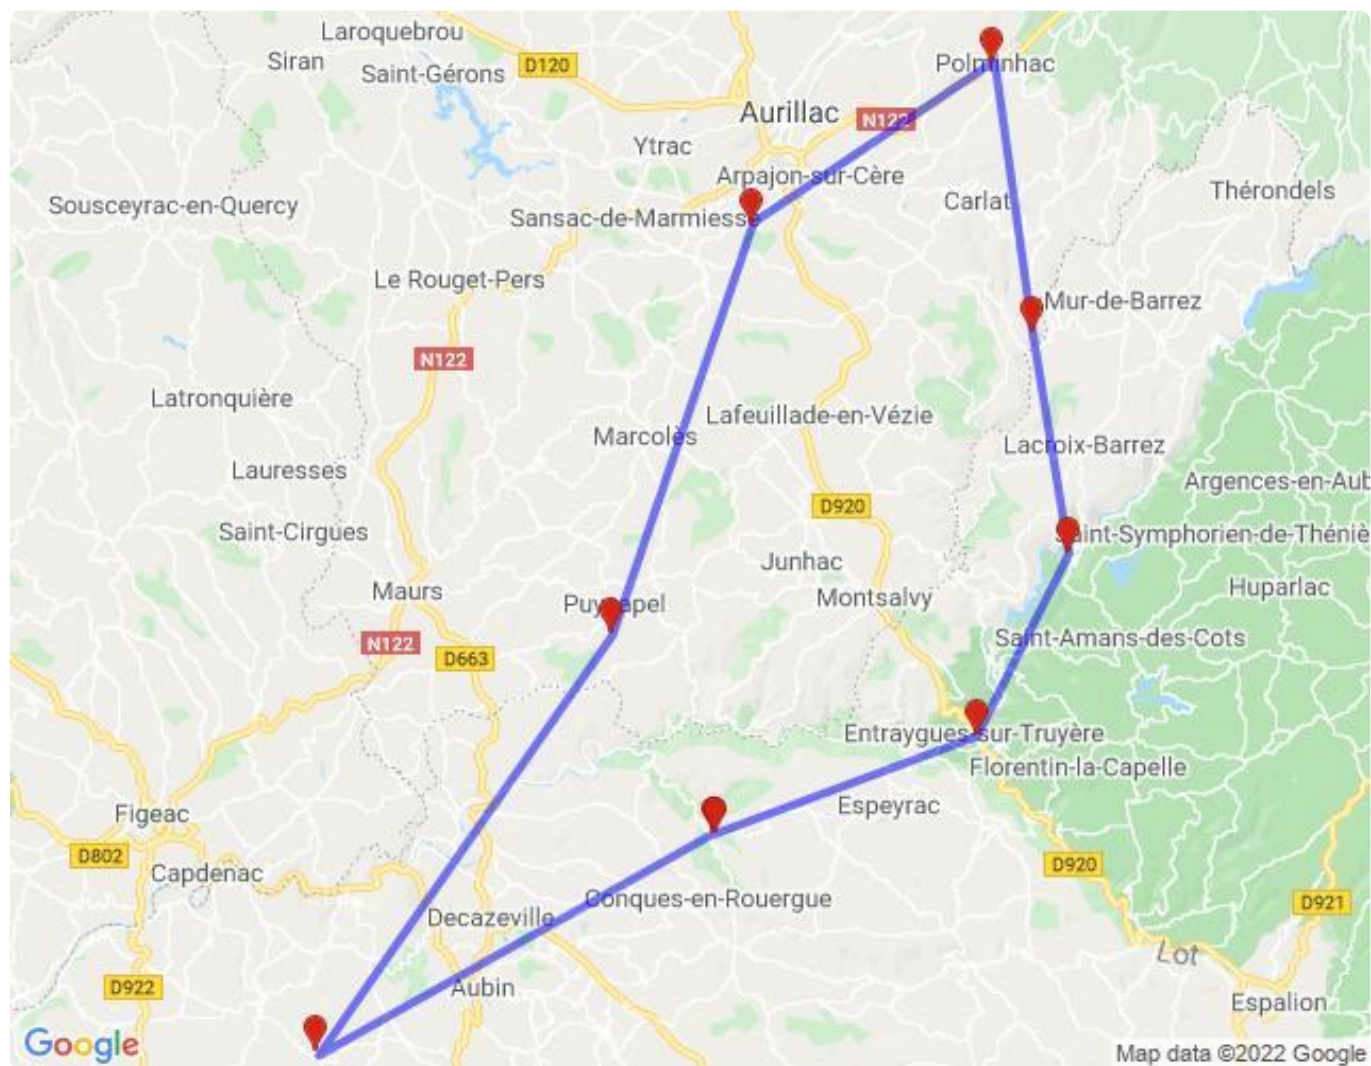 Laroquebrou
Siran
Saint-Gérons
D120
Polminhac
Aurillac
N122
Ytrac
Arpajon-sur-Cère
Carlat
Thérondels
Sousceyrac-en-Quercy
Sansac-de-Marmiesse
Le Rouget-Pers
Mur-de-Barrez
N122
Latronquière
Lafeuillade-en-Vézie
Marcolès
Lacroix-Barrez
Lauresses
Argences-en-Aub
D920
Saint-Cirgues
Saint-Symphorien-de-Théniè
Junhac
Huparlac
Maurs
Montsalvy
Puycapel
N122
Saint-Amans-des-Cots
D663
Entraygues-sur-Truyère
Florentin-la-Capelle
Espeyrac
Figeac
D802
D920
Capdenac
Conques-en-Rouergue
D921
Decazeville
Lot
D922
Aubin
Espalion
Google
Map data ©2022 Google